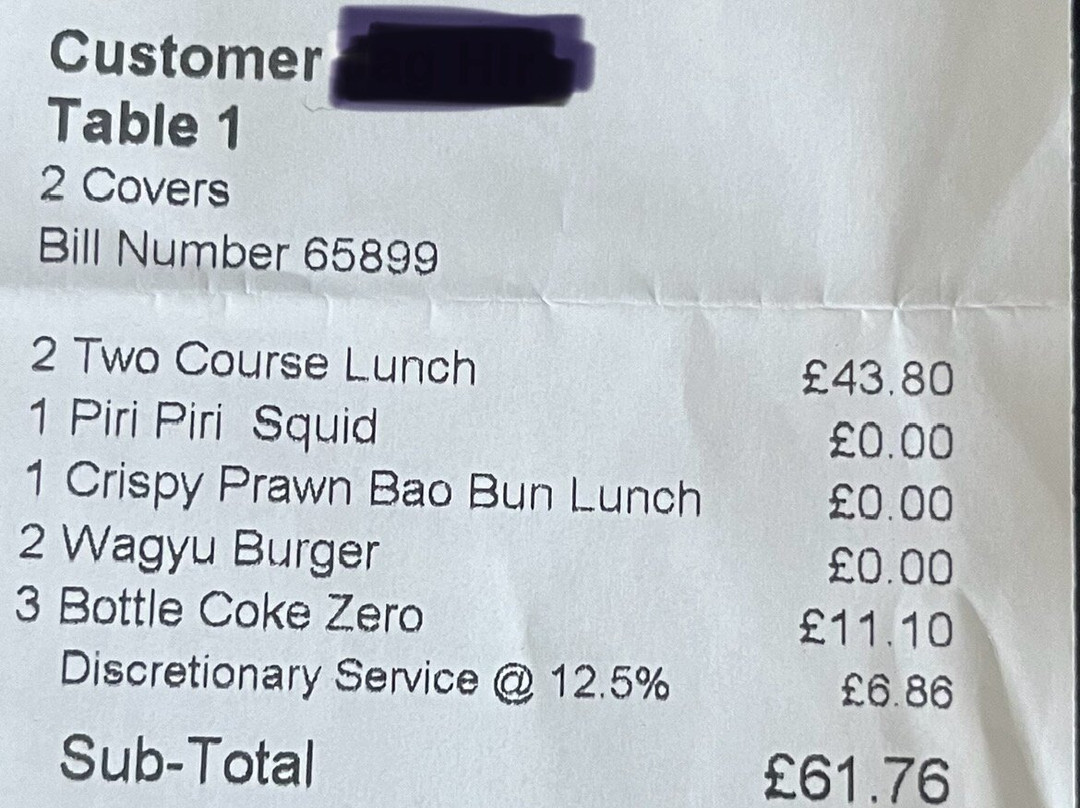 Customer
Table 1
2 Covers
Bill Number 65899
2 Two Course Lunch £43.80
1 Piri Piri Squid £0.00
1 Crispy Prawn Bao Bun Lunch £0.00
2 Wagyu Burger £0.00
3 Bottle Coke Zero £11.10
Discretionary Service @ 12.5% £6.86
Sub-Total £61.76